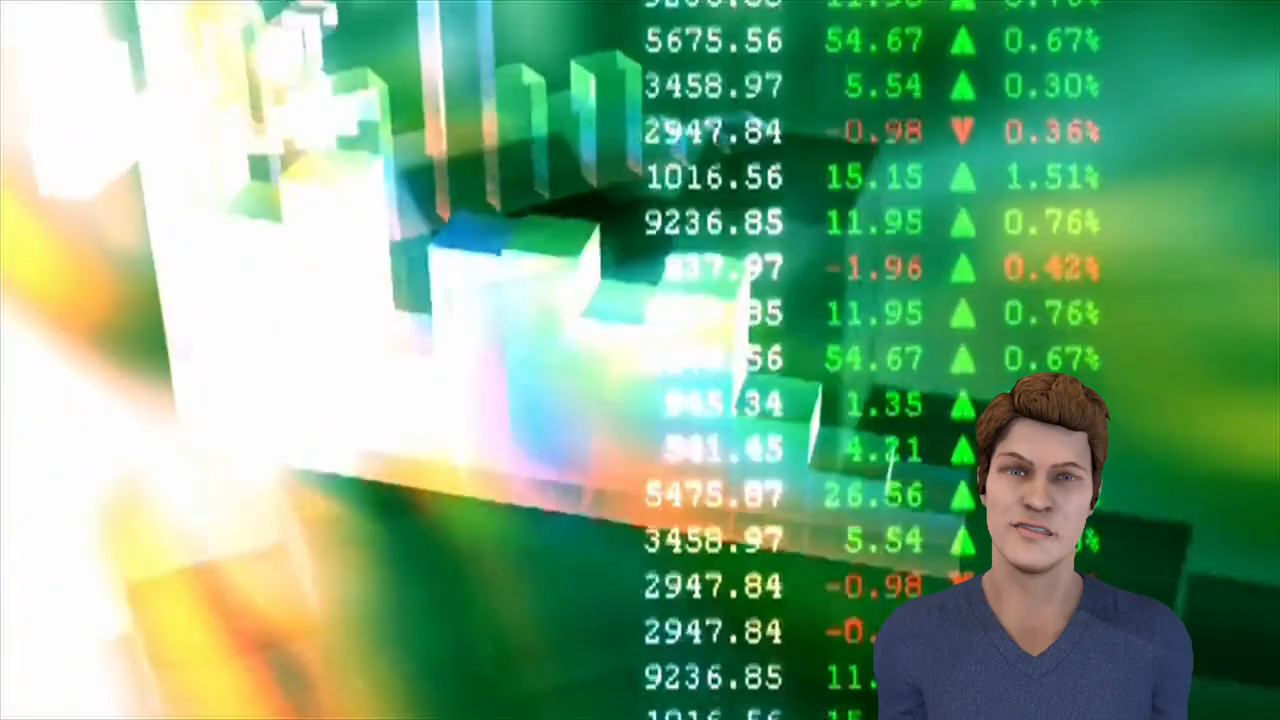 5675.56 54.67 ▲ 0.67%
3458.97 5.54 ▲ 0.30%
2947.84 -0.98 ▼ 0.36%
1016.56 15.15 ▲ 1.51%
9236.85 11.95 ▲ 0.76%
-1.96 ▲ 0.42%
11.95 ▲ 0.76%
54.67 ▲ 0.67%
1.35 ▲
4.21 ▲
5475.87 26.56 ▲
3458.97 5.54 ▲
2947.84 -0.98 ▼
2947.84
9236.85